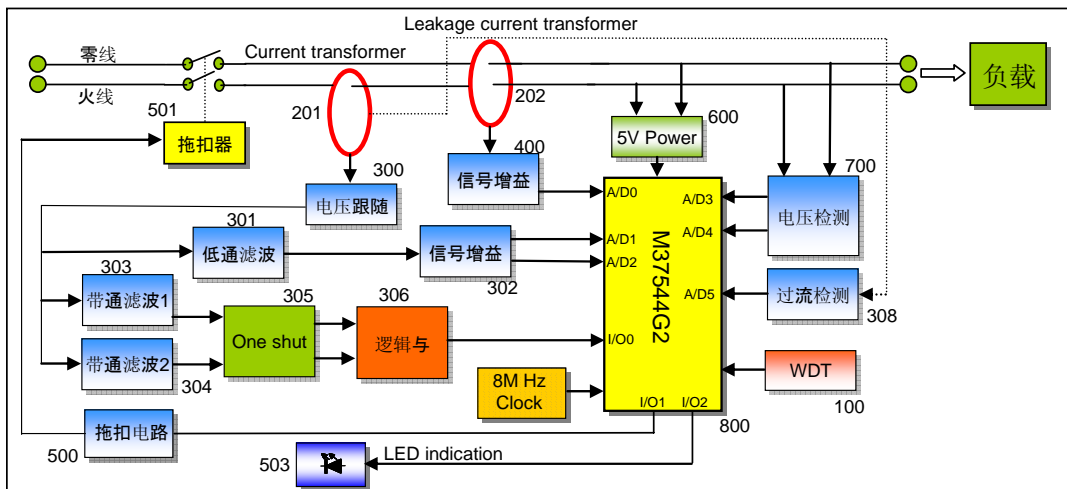 Leakage current transformer
零线
Current transformer
火线
负载
501
201
202
600
拖扣器
5V Power
400
300
信号增益
700
电压跟随
A/D0
A/D3
电压检测
301
低通滤波
信号增益
A/D1
A/D4
A/D2
M37544G2
303
302
带通滤波1
305
306
A/D5
过流检测
308
One shut
逻辑与
I/O0
带通滤波2
304
8M Hz
Clock
WDT
100
I/O1
I/O2
拖扣电路
800
500
503
LED indication